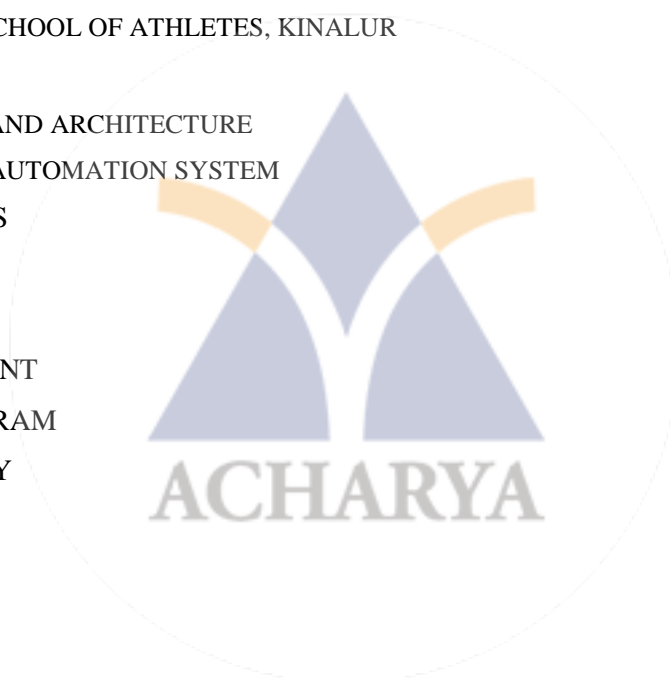 CHOOL OF ATHLETES, KINALUR
AND ARCHITECTURE
AUTOMATION SYSTEM
S
NT
RAM
Y
ACHARYA